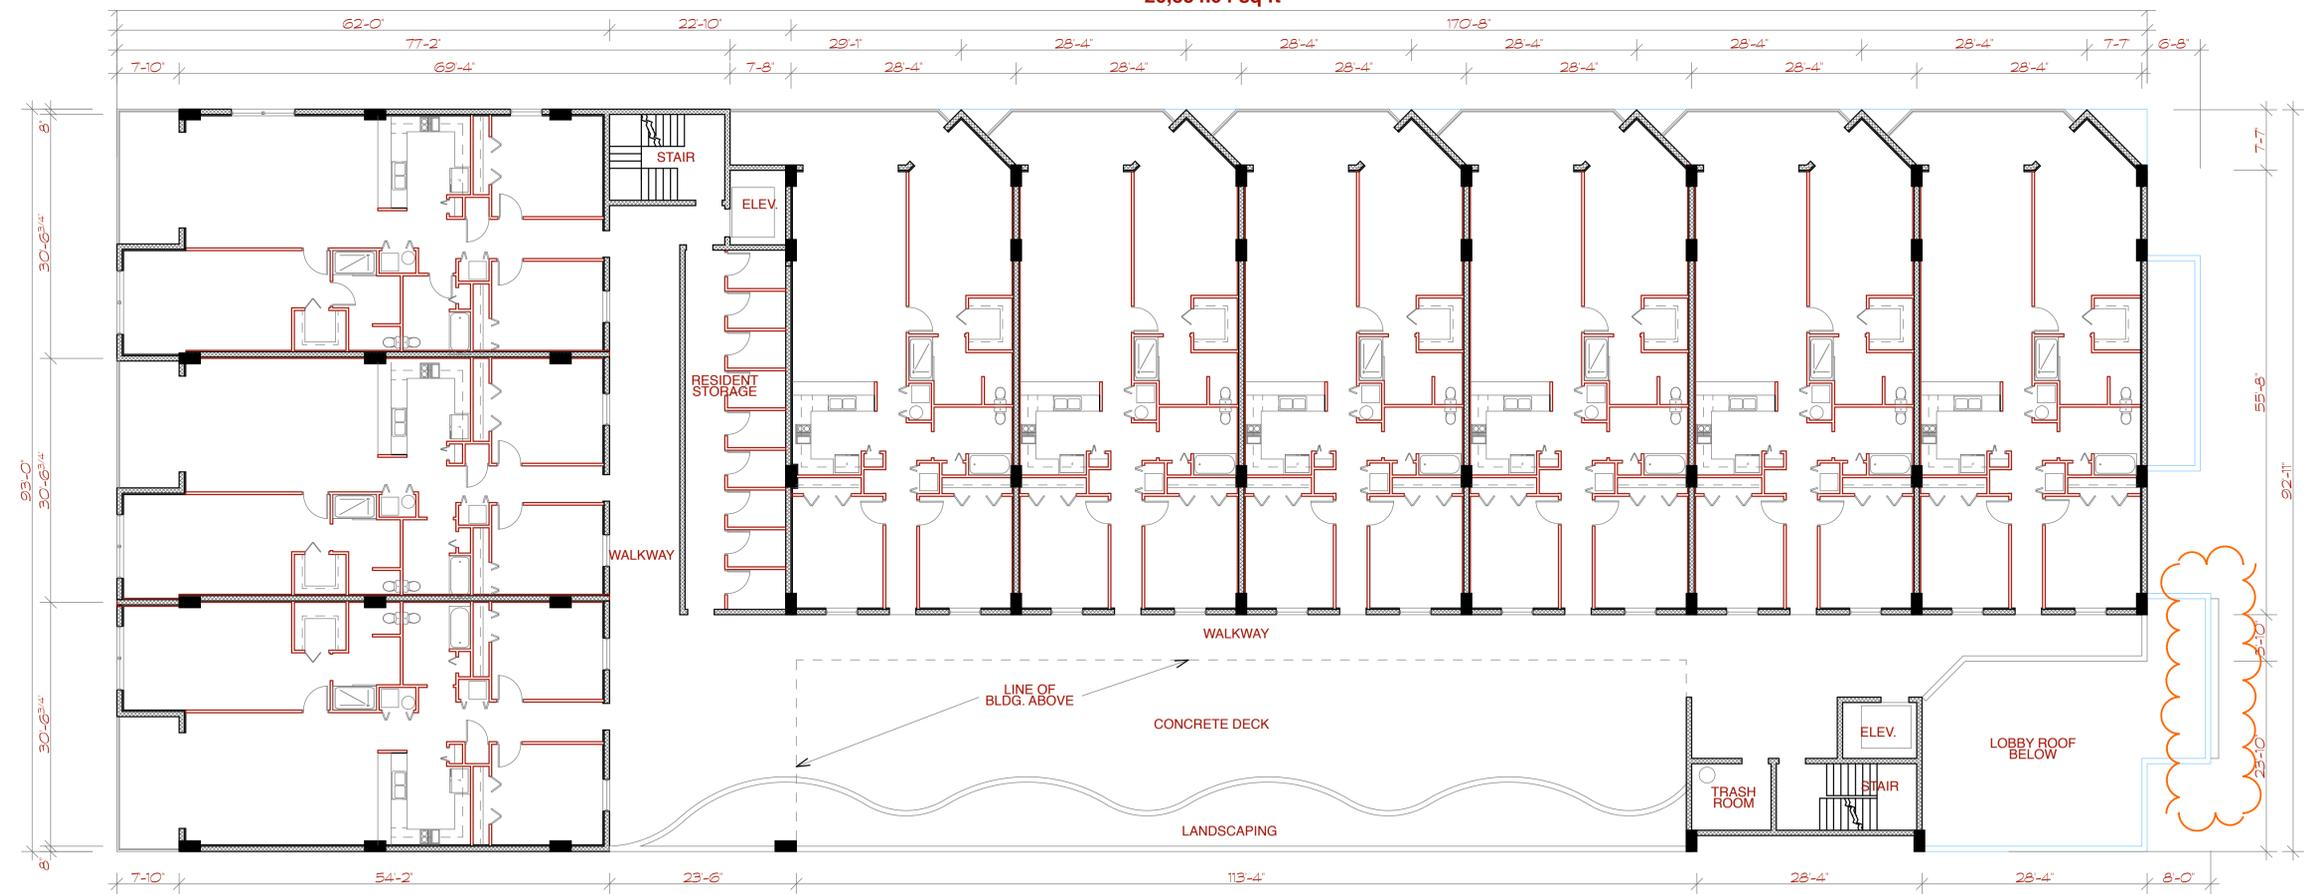 62'-0"
22'-10"
170'-8"
77'-2"
29'-1"
28'-4"
28'-4"
28'-4"
28'-4"
28'-4"
7'-7"
6'-8"
7'-10"
69'-4"
7'-8"
28'-4"
28'-4"
28'-4"
28'-4"
28'-4"
28'-4"
8"
30'-6 3/4"
30'-6 3/4"
30'-6 3/4"
8"
93'-0"
STAIR
ELEV.
RESIDENT
STORAGE
WALKWAY
WALKWAY
LINE OF
BLDG. ABOVE
CONCRETE DECK
LANDSCAPING
TRASH
ROOM
ELEV.
STAIR
LOBBY ROOF
BELOW
7'-7"
55'-8"
5'-10"
23'-10"
92'-11"
7'-10"
54'-2"
23'-6"
113'-4"
28'-4"
28'-4"
8'-0"